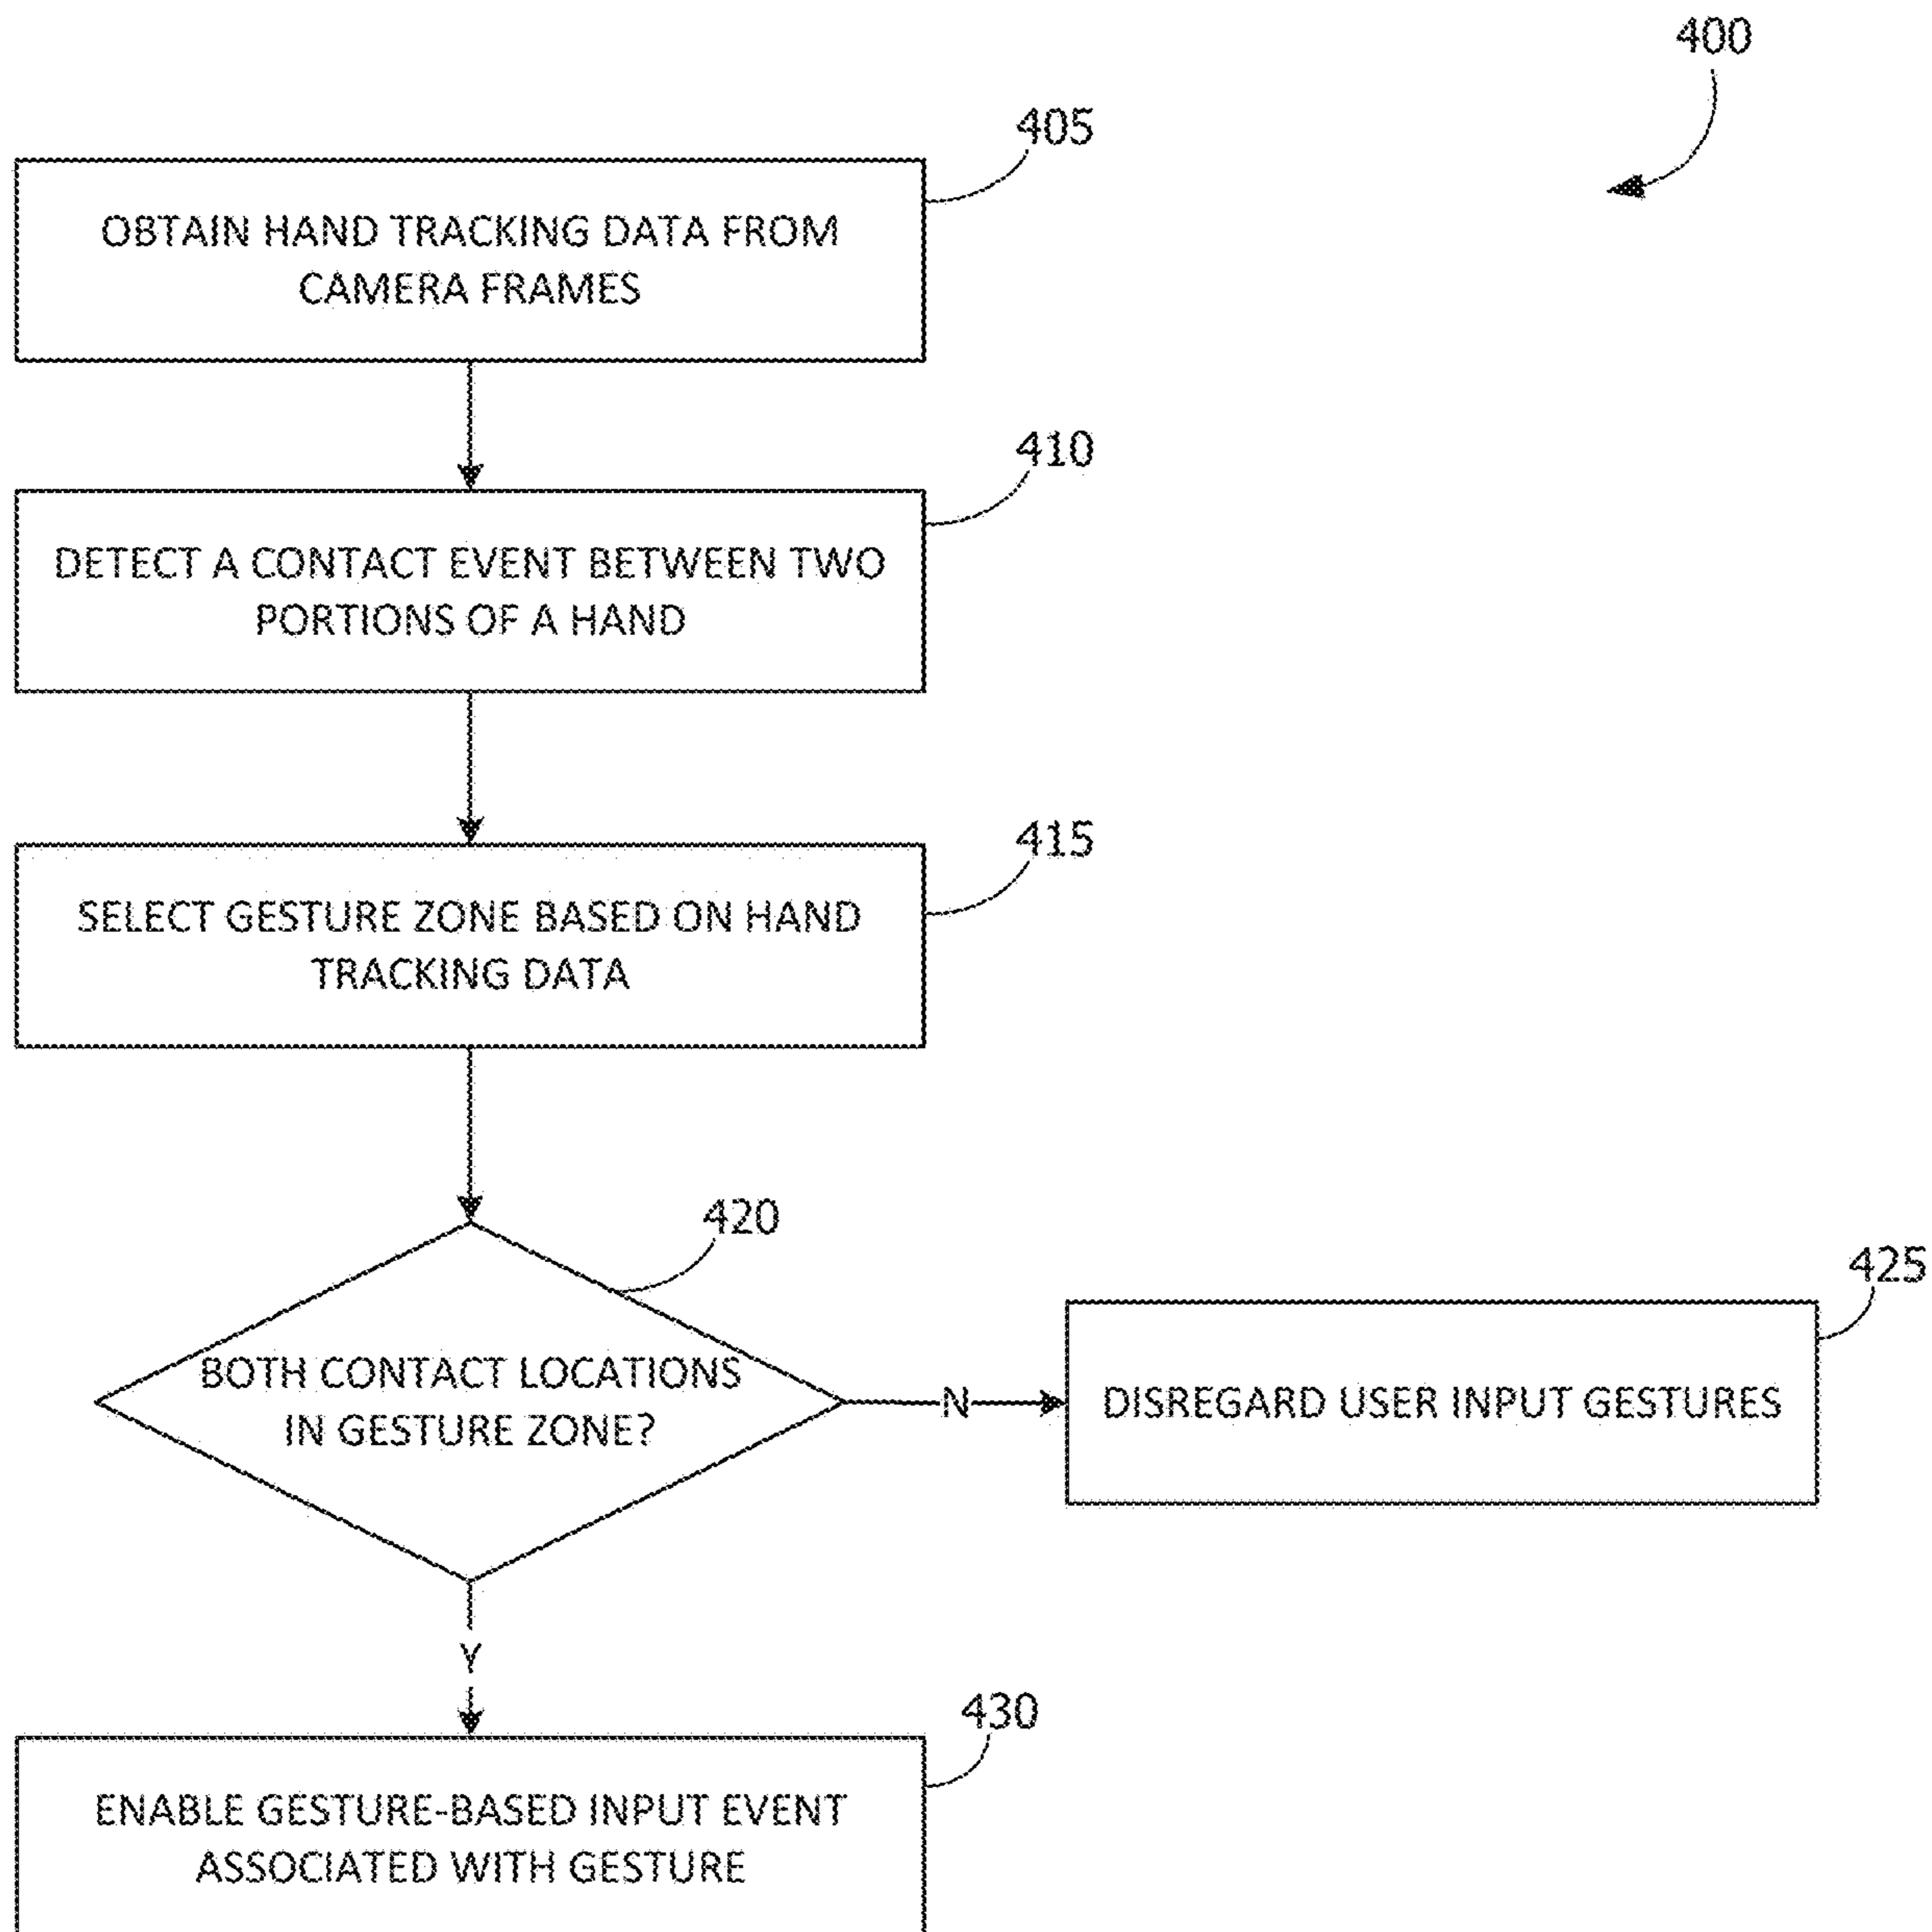 400
405
OBTAIN HAND TRACKING DATA FROM
CAMERA FRAMES
410
DETECT A CONTACT EVENT BETWEEN TWO
PORTIONS OF A HAND
415
SELECT GESTURE ZONE BASED ON HAND
TRACKING DATA
420
BOTH CONTACT LOCATIONS
IN GESTURE ZONE?
N
425
DISREGARD USER INPUT GESTURES
Y
430
ENABLE GESTURE-BASED INPUT EVENT
ASSOCIATED WITH GESTURE